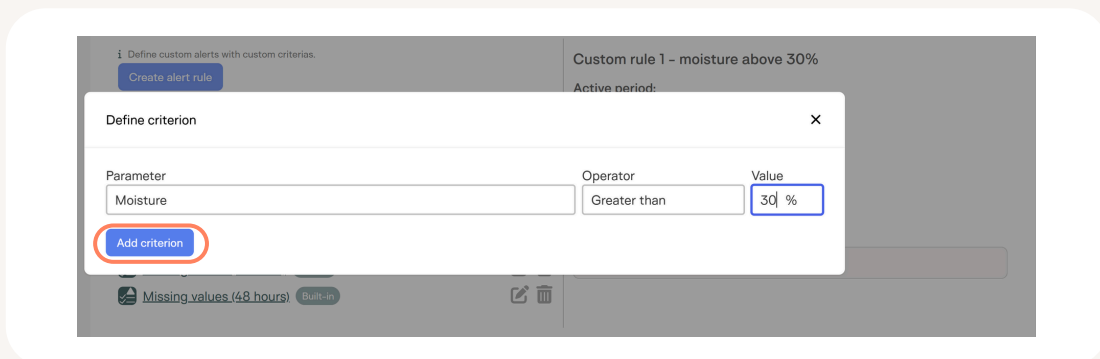 i Define custom alerts with custom criterias.
Create alert rule
Custom rule 1 - moisture above 30%
Active period:
Define criterion
Parameter
Operator
Value
Moisture
Greater than
30 %
Add criterion
Missing values (48 hours)
Built-in